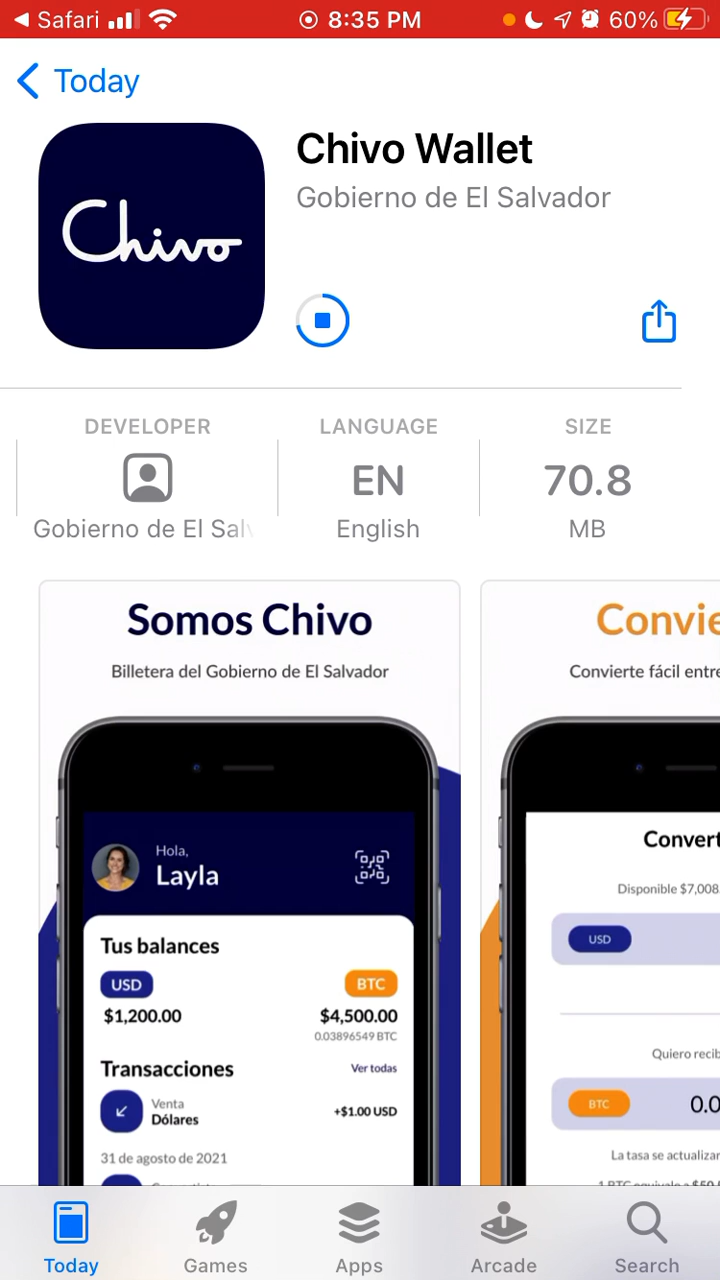 Safari 8:35 PM 60%
Today
Chivo
Chivo Wallet
Gobierno de El Salvador
DEVELOPER LANGUAGE SIZE
EN 70.8
Gobierno de El Salv English MB
Somos Chivo
Billetera del Gobierno de El Salvador
Hola,
Layla
Tus balances
USD BTC
$1,200.00 $4,500.00
0.03896549 BTC
Transacciones Ver todas
Venta
Dólares +$1.00 USD
31 de agosto de 2021
Convie
Convierte fácil entre
Convert
Disponible $7,008.
USD
Quiero recib
BTC 0.0
La tasa se actualizar
Today Games Apps Arcade Search